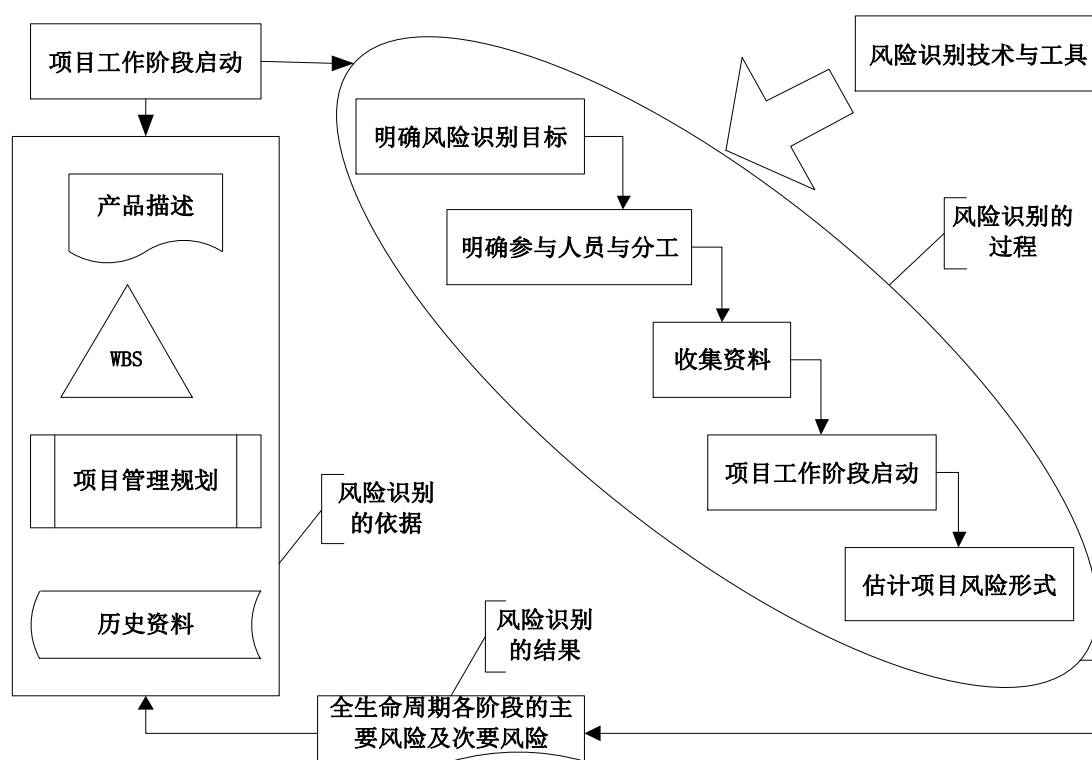 项目工作阶段启动
风险识别技术与工具
明确风险识别目标
产品描述
风险识别的
过程
明确参与人员与分工
WBS
收集资料
项目管理规划
项目工作阶段启动
风险识别
的依据
估计项目风险形式
历史资料
风险识别
的结果
全生命周期各阶段的主
要风险及次要风险